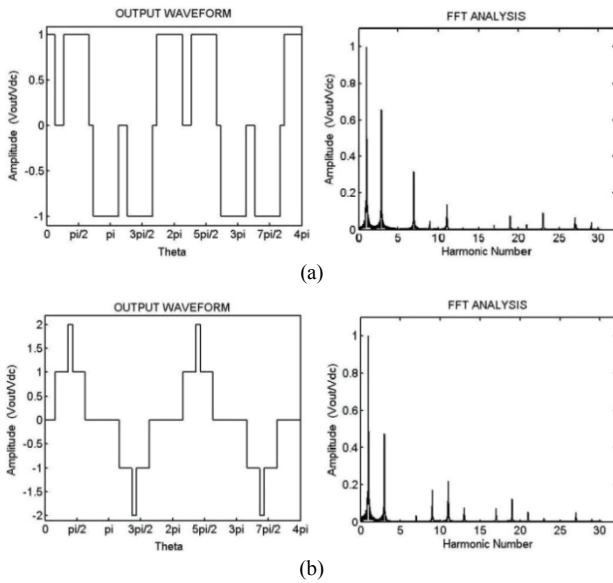 OUTPUT WAVEFORM
FFT ANALYSIS
Amplitude (Vout/Vdc)
1
0.5
0
-0.5
-1
0 pi/2 pi 3pi/2 2pi 5pi/2 3pi 7pi/2 4pi
Theta
Amplitude (Vout/Vdc)
1
0.8
0.6
0.4
0.2
0
0 5 10 15 20 25 30
Harmonic Number
(a)
OUTPUT WAVEFORM
FFT ANALYSIS
Amplitude (Vout/Vdc)
2
1.5
1
0.5
0
-0.5
-1
-1.5
-2
0 pi/2 pi 3pi/2 2pi 5pi/2 3pi 7pi/2 4pi
Theta
Amplitude (Vout/Vdc)
1
0.8
0.6
0.4
0.2
0
0 5 10 15 20 25 30
Harmonic Number
(b)